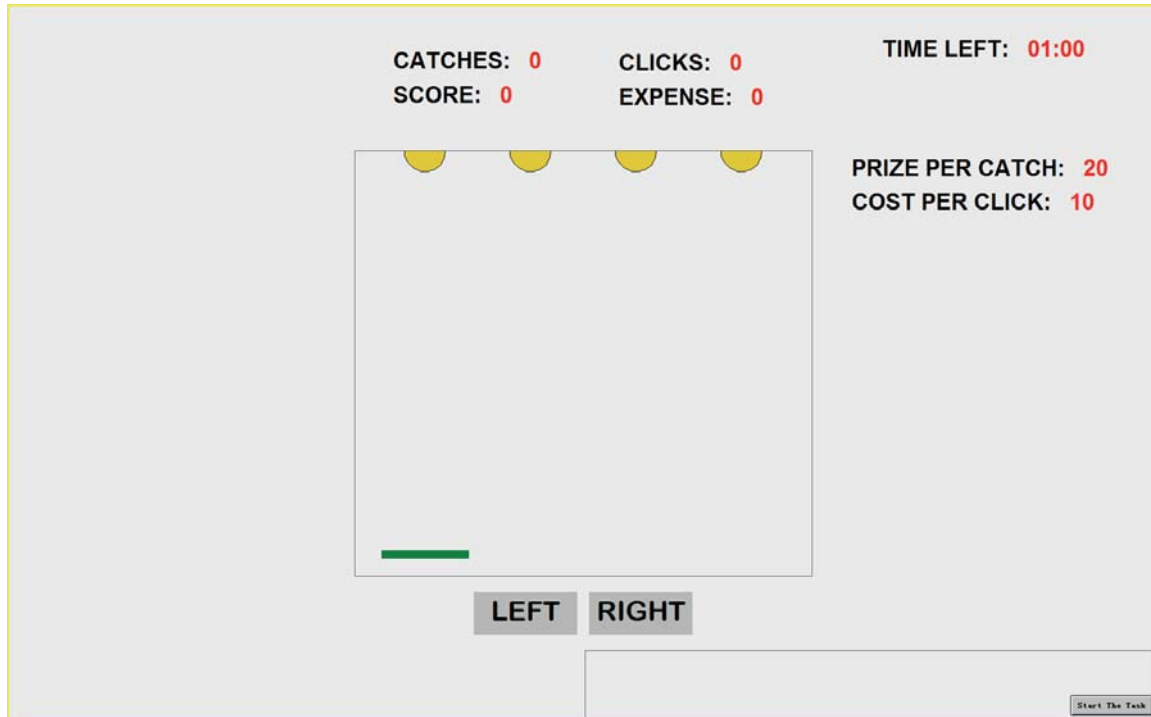 CATCHES: 0
CLICKS: 0
TIME LEFT: 01:00
SCORE: 0
EXPENSE: 0
PRIZE PER CATCH: 20
COST PER CLICK: 10
LEFT
RIGHT
Start The Task